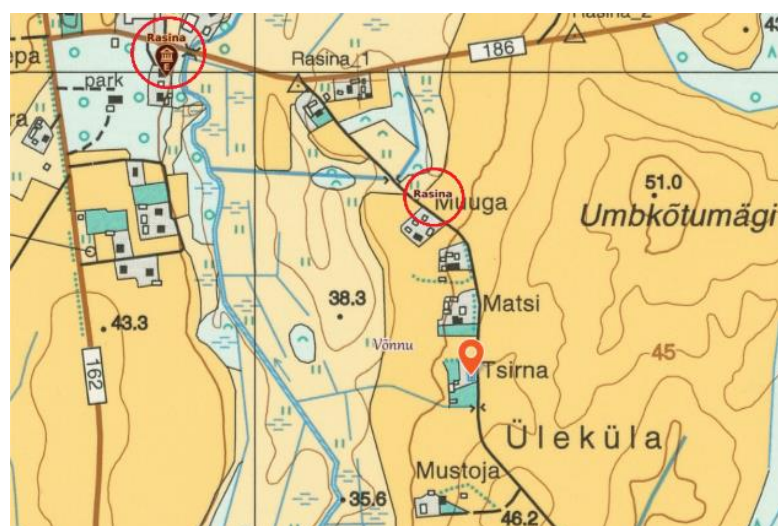 Rasina
Rasina_2
186
epa
park
Rasina_1
ra
Rasina
Muuga
51.0
Umbkõtumägi
38.3
Matsi
43.3
Võnnu
45
Tsirna
162
Üleküla
Mustoja
35.6
46.2